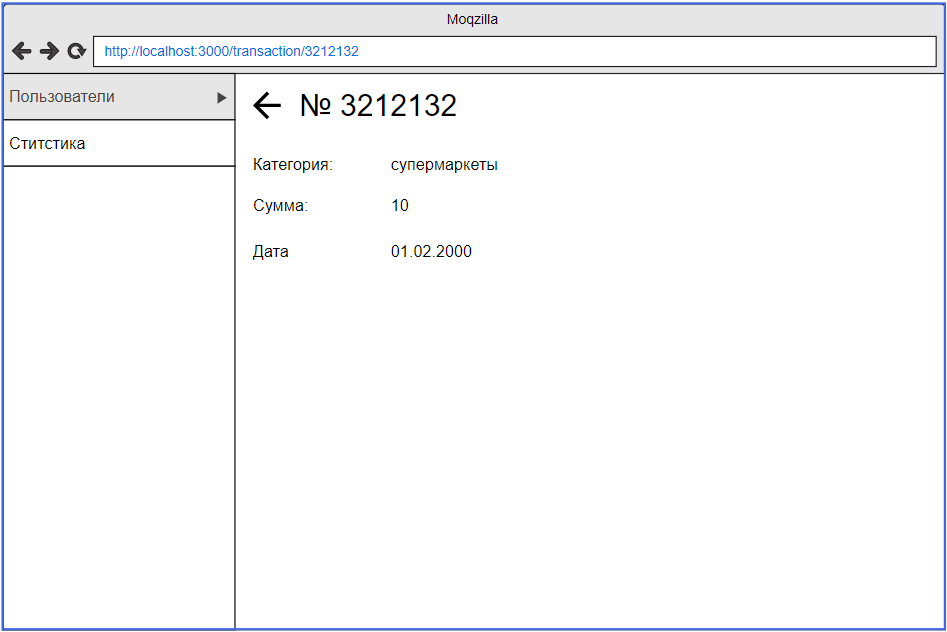 Moqzilla
http://localhost:3000/transaction/3212132
Пользователи
Ститстика
№ 3212132
Категория: супермаркеты
Сумма: 10
Дата 01.02.2000